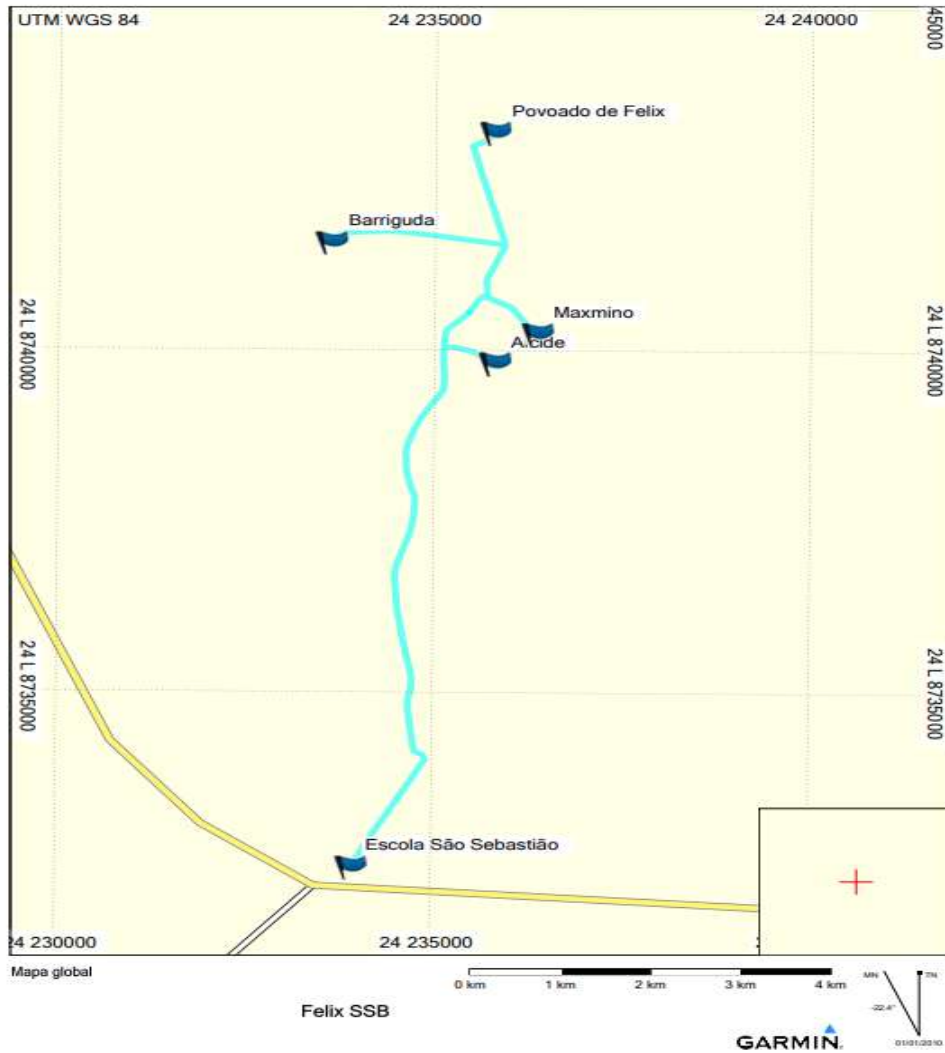 UTM WGS 84
24 235000
24 240000
45000
Povoado de Felix
Barriguda
Maxmino
Alcide
24 L 8740000
24 L 8740000
24 L 8735000
24 L 8735000
Escola São Sebastião
24 230000
24 235000
Mapa global
0 km
1 km
2 km
3 km
4 km
MN
TN
-22.4°
Felix SSB
GARMIN.
01/01/2010